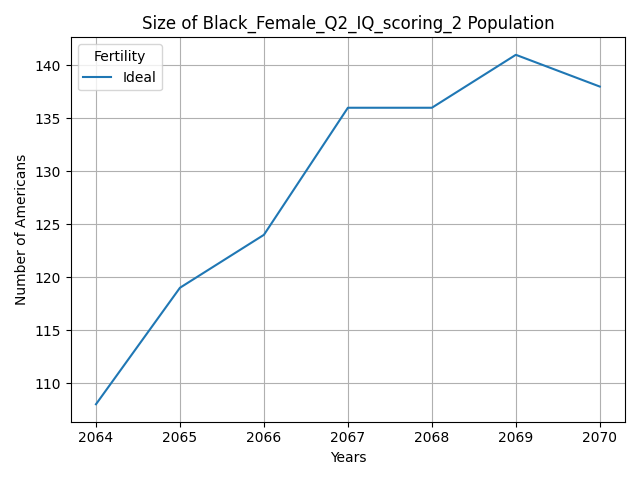 Size of Black_Female_Q2_IQ_scoring_2 Population
Fertility
Ideal
Number of Americans
140
135
130
125
120
115
110
2064 2065 2066 2067 2068 2069 2070
Years